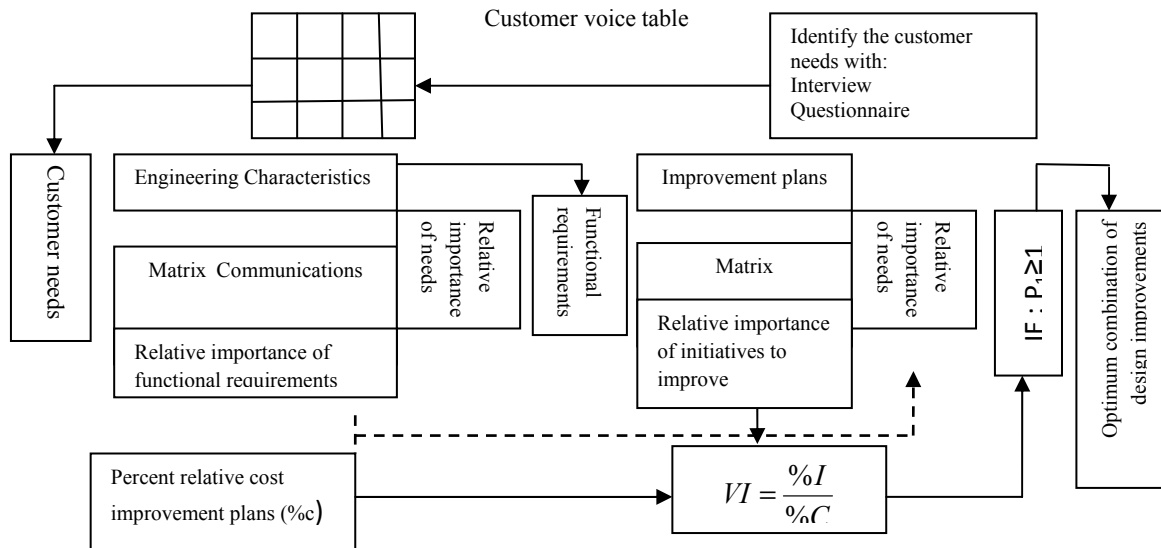 Customer voice table
Identify the customer
needs with:
Interview
Questionnaire
Customer needs
Engineering Characteristics
Relative
importance
of needs
Matrix Communications
Relative importance of
functional requirements
Functional
requirements
Improvement plans
Relative
importance
of needs
Matrix
Relative importance
of initiatives to
improve
IF : P₁≥1
Optimum combination of
design improvements
Percent relative cost
improvement plans (%c)
VI = %I / %C